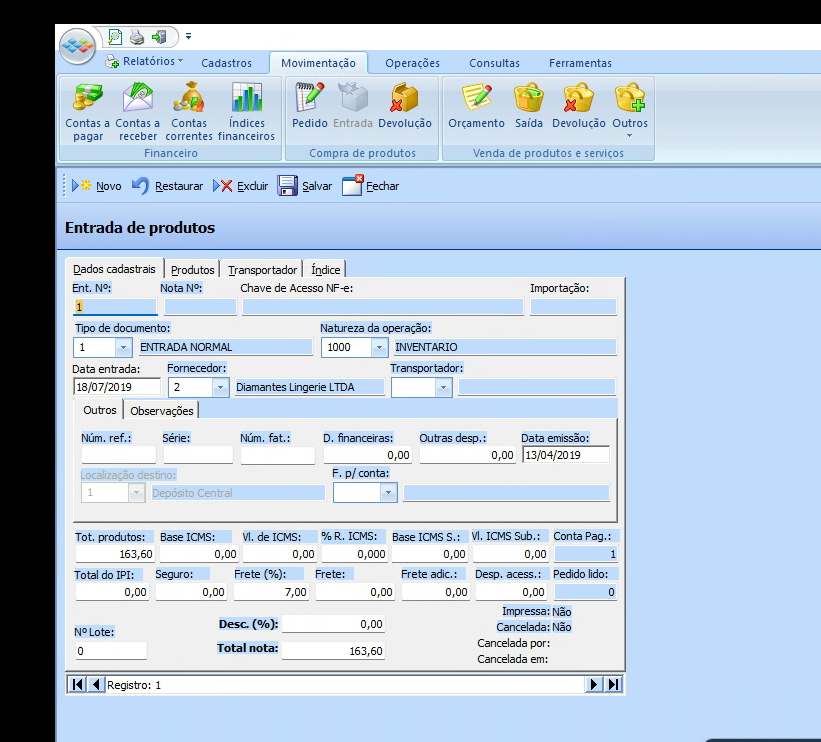 Relatórios Cadastros Movimentação Operações Consultas Ferramentas
Contas a pagar Contas a receber Contas correntes Índices financeiros Pedido Entrada Devolução Orçamento Saída Devolução Outros
Financeiro Compra de produtos Venda de produtos e serviços
Novo Restaurar Excluir Salvar Fechar
Entrada de produtos
Dados cadastrais Produtos Transportador Índice
Ent. Nº: Nota Nº: Chave de Acesso NF-e: Importação:
1
Tipo de documento: Natureza da operação:
1 ENTRADA NORMAL 1000 INVENTARIO
Data entrada: Fornecedor: Transportador:
18/07/2019 2 Diamantes Lingerie LTDA
Outros Observações
Núm. ref.: Série: Núm. fat.: D. financeiras: Outras desp.: Data emissão:
0,00 0,00 13/04/2019
Localização destino: F. p/ conta:
1 Depósito Central
Tot. produtos: Base ICMS: Vl. de ICMS: % R. ICMS: Base ICMS S.: Vl. ICMS Sub.: Conta Pag.:
163,60 0,00 0,00 0,000 0,00 0,00 1
Total do IPI: Seguro: Frete (%): Frete: Frete adic.: Desp. acess.: Pedido lido:
0,00 0,00 7,00 0,00 0,00 0,00 0
Impressa: Não
Desc. (%): 0,00 Cancelada: Não
Nº Lote: Cancelada por:
0 Total nota: 163,60 Cancelada em:
Registro: 1